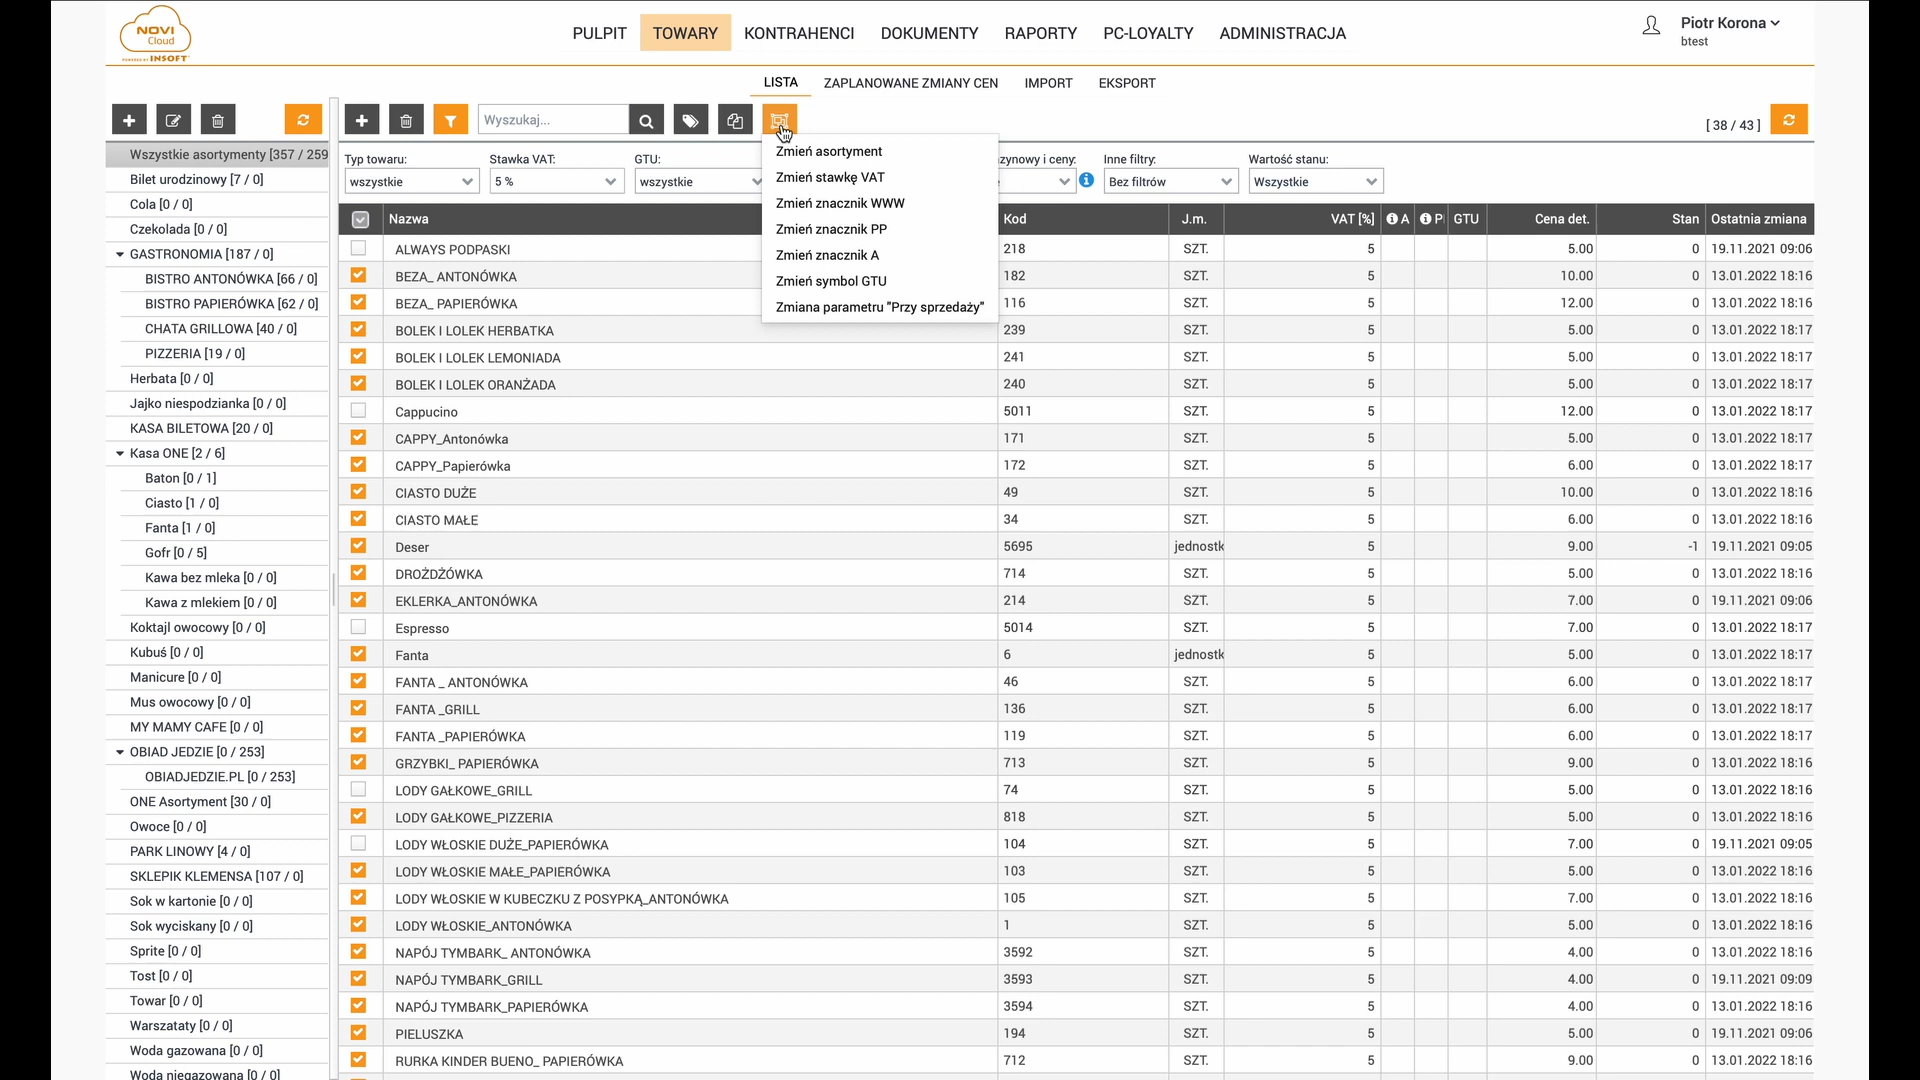 NOVI
Cloud
POWERED BY INSOFT
PULPIT TOWARY KONTRAHENCI DOKUMENTY RAPORTY PC-LOYALTY ADMINISTRACJA
Piotr Korona
btest
LISTA ZAPLANOWANE ZMIANY CEN IMPORT EKSPORT
Wyszukaj...
[ 38 / 43 ]
Zmień asortyment
Zmień stawkę VAT
Zmień znacznik WWW
Zmień znacznik PP
Zmień znacznik A
Zmień symbol GTU
Zmiana parametru "Przy sprzedaży"
Typ towaru: Stawka VAT: GTU: zynowy i ceny: Inne filtry: Wartość stanu:
wszystkie 5 % wszystkie Bez filtrów Wszystkie
Wszystkie asortymenty [357 / 259
Bilet urodzinowy [7 / 0]
Cola [0 / 0]
Czekolada [0 / 0]
GASTRONOMIA [187 / 0]
BISTRO ANTONÓWKA [66 / 0]
BISTRO PAPIERÓWKA [62 / 0]
CHATA GRILLOWA [40 / 0]
PIZZERIA [19 / 0]
Herbata [0 / 0]
Jajko niespodzianka [0 / 0]
KASA BILETOWA [20 / 0]
Kasa ONE [2 / 6]
Baton [0 / 1]
Ciasto [1 / 0]
Fanta [1 / 0]
Gofr [0 / 5]
Kawa bez mleka [0 / 0]
Kawa z mlekiem [0 / 0]
Koktajl owocowy [0 / 0]
Kubuś [0 / 0]
Manicure [0 / 0]
Mus owocowy [0 / 0]
MY MAMY CAFE [0 / 0]
OBIAD JEDZIE [0 / 253]
OBIADJEDZIE.PL [0 / 253]
ONE Asortyment [30 / 0]
Owoce [0 / 0]
PARK LINOWY [4 / 0]
SKLEPIK KLEMENSA [107 / 0]
Sok w kartonie [0 / 0]
Sok wyciskany [0 / 0]
Sprite [0 / 0]
Tost [0 / 0]
Towar [0 / 0]
Warsztaty [0 / 0]
Woda gazowana [0 / 0]
Woda niegazowana [0 / 0]
Nazwa Kod J.m. VAT [%] A P GTU Cena det. Stan Ostatnia zmiana
ALWAYS PODPASKI 218 SZT. 5 5.00 0 19.11.2021 09:06
BEZA_ ANTONÓWKA 182 SZT. 5 10.00 0 13.01.2022 18:16
BEZA_ PAPIERÓWKA 116 SZT. 5 12.00 0 13.01.2022 18:16
BOLEK I LOLEK HERBATKA 239 SZT. 5 5.00 0 13.01.2022 18:17
BOLEK I LOLEK LEMONIADA 241 SZT. 5 5.00 0 13.01.2022 18:17
BOLEK I LOLEK ORANŻADA 240 SZT. 5 5.00 0 13.01.2022 18:17
Cappucino 5011 SZT. 5 12.00 0 13.01.2022 18:17
CAPPY_Antonówka 171 SZT. 5 5.00 0 13.01.2022 18:17
CAPPY_Papierówka 172 SZT. 5 6.00 0 13.01.2022 18:17
CIASTO DUŻE 49 SZT. 5 10.00 0 13.01.2022 18:16
CIASTO MAŁE 34 SZT. 5 6.00 0 13.01.2022 18:16
Deser 5695 jednostk 5 9.00 -1 19.11.2021 09:05
DROŻDŻÓWKA 714 SZT. 5 5.00 0 13.01.2022 18:16
EKLERKA_ANTONÓWKA 214 SZT. 5 7.00 0 19.11.2021 09:06
Espresso 5014 SZT. 5 7.00 0 13.01.2022 18:17
Fanta 6 jednostk 5 5.00 0 13.01.2022 18:17
FANTA _ ANTONÓWKA 46 SZT. 5 6.00 0 13.01.2022 18:17
FANTA _GRILL 136 SZT. 5 6.00 0 13.01.2022 18:17
FANTA _PAPIERÓWKA 119 SZT. 5 6.00 0 13.01.2022 18:17
GRZYBKI_ PAPIERÓWKA 713 SZT. 5 9.00 0 13.01.2022 18:16
LODY GAŁKOWE_GRILL 74 SZT. 5 5.00 0 13.01.2022 18:16
LODY GAŁKOWE_PIZZERIA 818 SZT. 5 5.00 0 13.01.2022 18:16
LODY WŁOSKIE DUŻE_PAPIERÓWKA 104 SZT. 5 7.00 0 19.11.2021 09:05
LODY WŁOSKIE MAŁE_PAPIERÓWKA 103 SZT. 5 5.00 0 13.01.2022 18:16
LODY WŁOSKIE W KUBECZKU Z POSYPKĄ_ANTONÓWKA 105 SZT. 5 7.00 0 13.01.2022 18:16
LODY WŁOSKIE_ANTONÓWKA 1 SZT. 5 5.00 0 13.01.2022 18:16
NAPÓJ TYMBARK_ ANTONÓWKA 3592 SZT. 5 4.00 0 13.01.2022 18:16
NAPÓJ TYMBARK_GRILL 3593 SZT. 5 4.00 0 19.11.2021 09:09
NAPÓJ TYMBARK_PAPIERÓWKA 3594 SZT. 5 4.00 0 13.01.2022 18:16
PIELUSZKA 194 SZT. 5 5.00 0 19.11.2021 09:06
RURKA KINDER BUENO_ PAPIERÓWKA 712 SZT. 5 9.00 0 13.01.2022 18:16